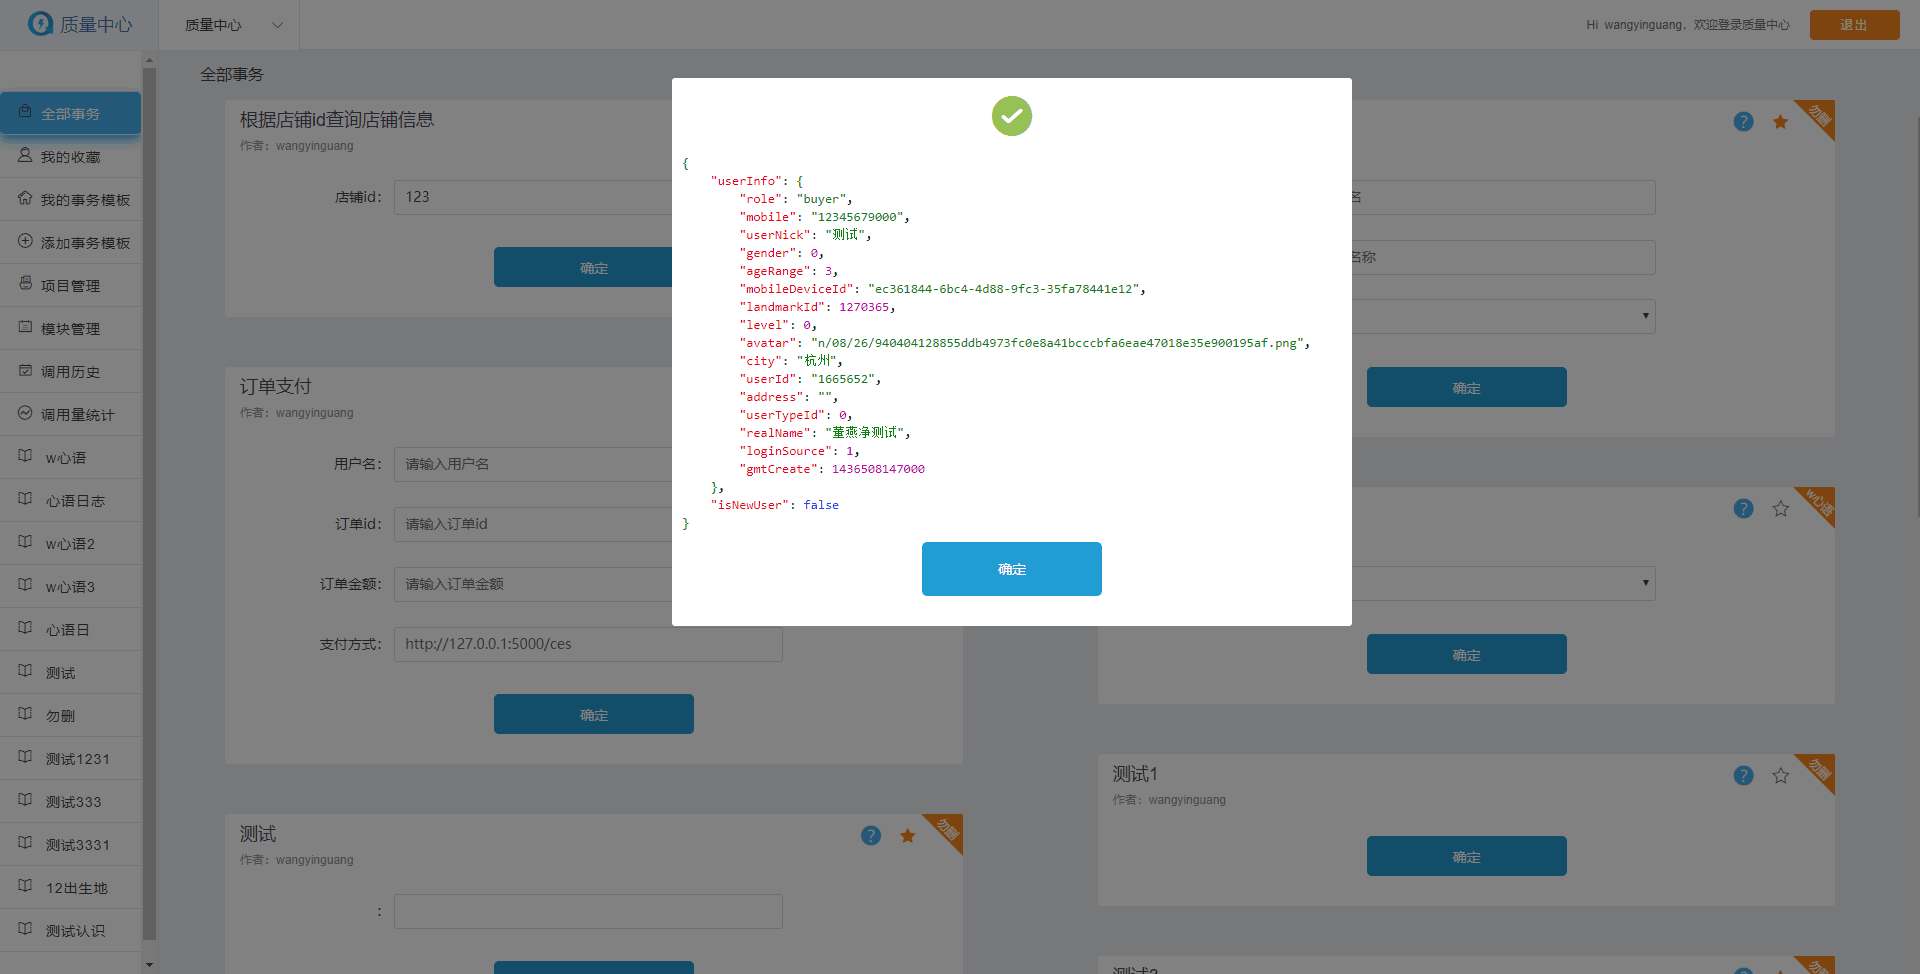 质量中心
质量中心
Hi wangyinguang，欢迎登录质量中心
退出
全部事务
我的收藏
我的事务模板
添加事务模板
项目管理
模块管理
调用历史
调用量统计
w心语
心语日志
w心语2
w心语3
心语日
测试
勿删
测试1231
测试333
测试3331
12出生地
测试认识
全部事务
根据店铺id查询店铺信息
作者：wangyinguang
店铺id：
123
确定
订单支付
作者：wangyinguang
用户名：
请输入用户名
订单id：
请输入订单id
订单金额：
请输入订单金额
支付方式：
http://127.0.0.1:5000/ces
确定
测试
作者：wangyinguang
?
勿删
：
{
"userInfo": {
"role": "buyer",
"mobile": "12345679000",
"userNick": "测试",
"gender": 0,
"ageRange": 3,
"mobileDeviceId": "ec361844-6bc4-4d88-9fc3-35fa78441e12",
"landmarkId": 1270365,
"level": 0,
"avatar": "n/08/26/940404128855ddb4973fc0e8a41bcccbfa6eae47018e35e900195af.png",
"city": "杭州",
"userId": "1665652",
"address": "",
"userTypeId": 0,
"realName": "董燕净测试",
"loginSource": 1,
"gmtCreate": 1436508147000
},
"isNewUser": false
}
确定
?
勿删
名
名称
确定
?
w心语
确定
测试1
作者：wangyinguang
?
勿删
确定